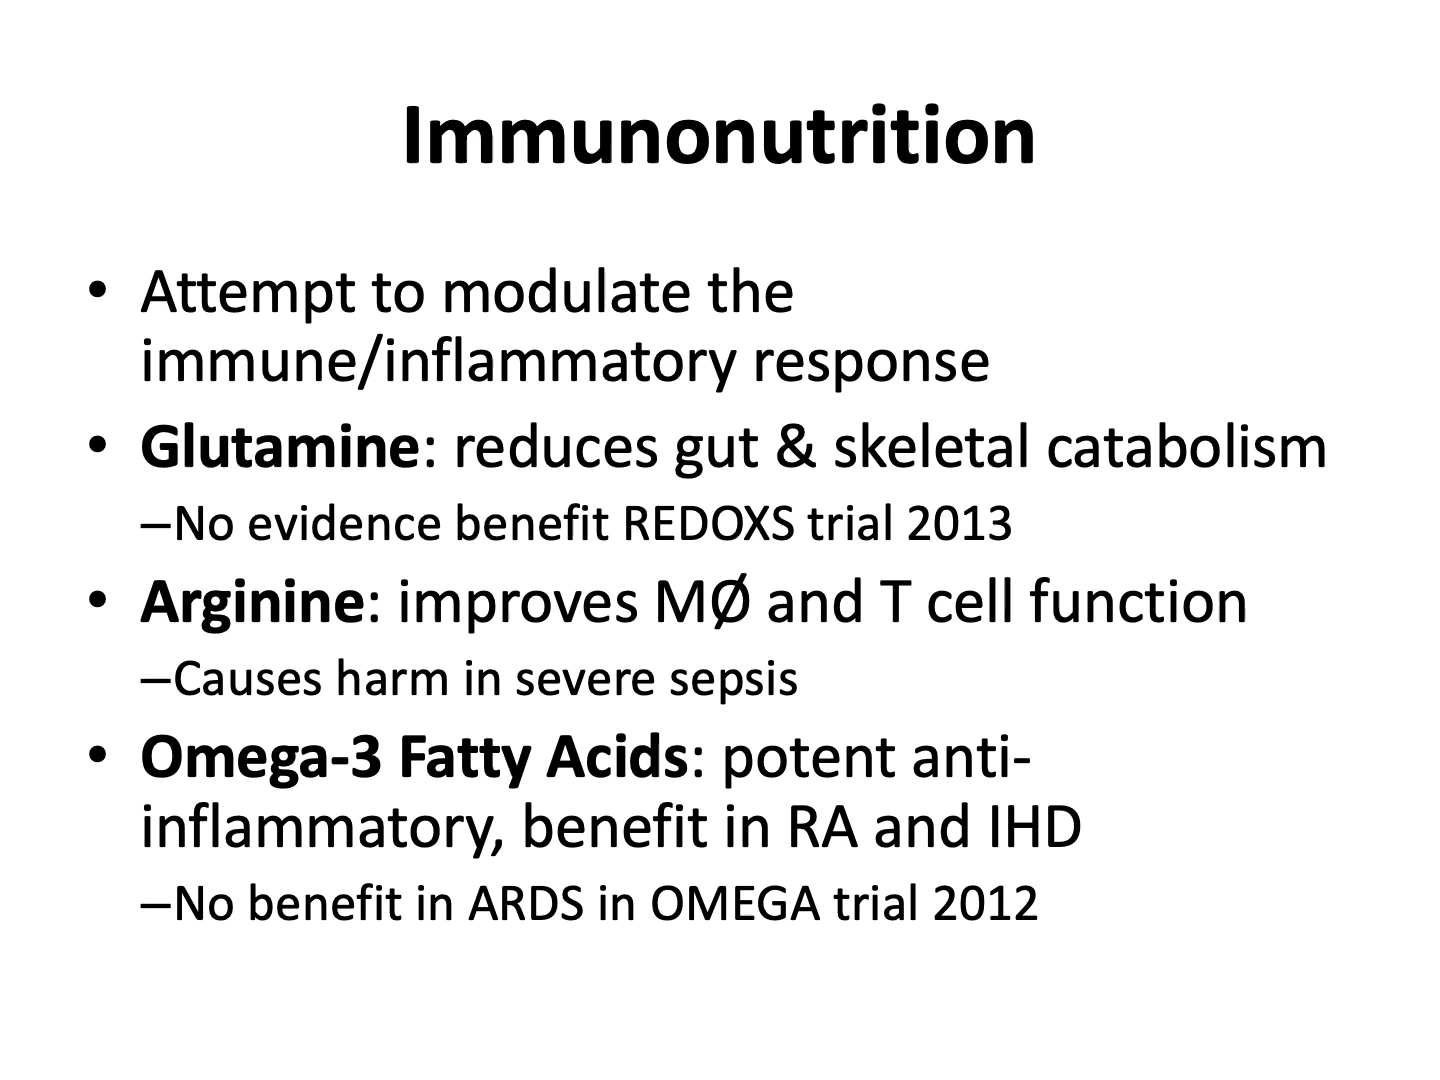 Immunonutrition
• Attempt to modulate the
immune/inflammatory response
• Glutamine: reduces gut & skeletal catabolism
–No evidence benefit REDOXS trial 2013
• Arginine: improves MØ and T cell function
–Causes harm in severe sepsis
• Omega-3 Fatty Acids: potent anti-
inflammatory, benefit in RA and IHD
–No benefit in ARDS in OMEGA trial 2012